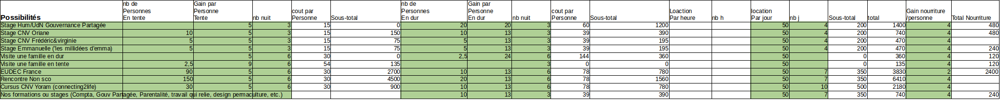 Possibilités nb de Personnes En tente Gain par Personne Tente nb nuit cout par Personne Sous-total nb de Personnes En dur Gain par Personne En dur nb nuit cout par Personne Sous-total Loaction Par heure nb h location Par jour nb j Sous-total total Gain nourriture /personne Total Nourriture
Stage Hum/UdN Gouvernance Partagée 5 3 15 0 20 20 3 60 1200 50 4 200 1400 4 480
Stage CNV Oriane 10 5 3 15 150 10 13 3 39 390 50 4 200 740 4 480
Stage CNV Frédéric&virginie 5 5 3 15 75 5 13 3 39 195 50 4 200 470 4
Stage Emmanuelle ('les millidées d'emma) 5 5 3 15 75 5 13 3 39 195 50 4 200 470 4 240
Visite une famille en dur 5 6 30 0 2,5 24 6 144 360 50 0 360 4 120
Visite une famille en tente 2,5 9 6 54 135 3 0 0 50 0 135 4 120
EUDEC France 90 5 6 30 2700 10 13 6 78 780 50 7 350 3830 2 2400
Rencontre Non sco 150 5 6 30 4500 20 13 6 78 1560 50 7 350 6410 4
Cursus CNV Yoram (connecting2life) 30 5 6 30 900 10 13 6 78 780 50 10 500 2180 4
Nos formations ou stages (Compta, Gouv Partagée, Parentalité, travail qui relie, design permaculture, etc.) 10 13 3 39 390 50 7 350 740 4 240